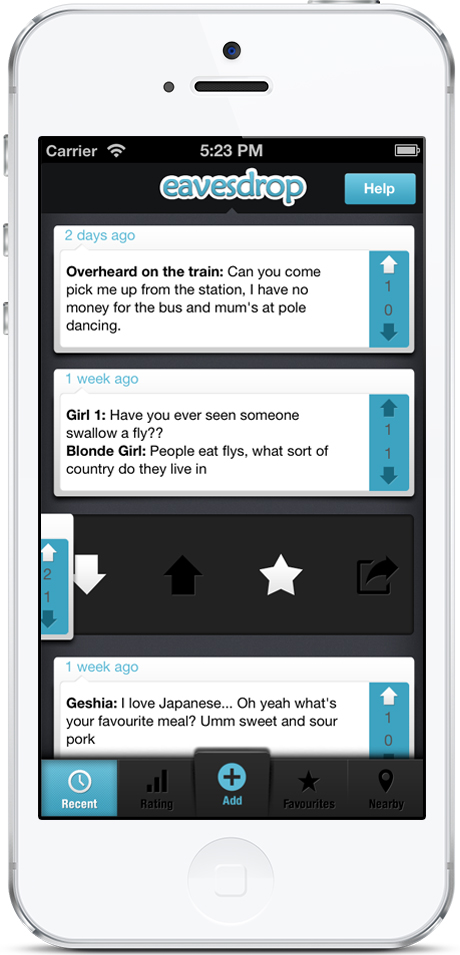 Carrier 5:23 PM
eavesdrop Help
2 days ago
Overheard on the train: Can you come
pick me up from the station, I have no
money for the bus and mum's at pole
dancing.
1
0
1 week ago
Girl 1: Have you ever seen someone
swallow a fly??
Blonde Girl: People eat flys, what sort of
country do they live in
1
1
2
1
1 week ago
Geshia: I love Japanese... Oh yeah what's
your favourite meal? Umm sweet and sour
pork
1
0
Recent Rating Add Favourites Nearby